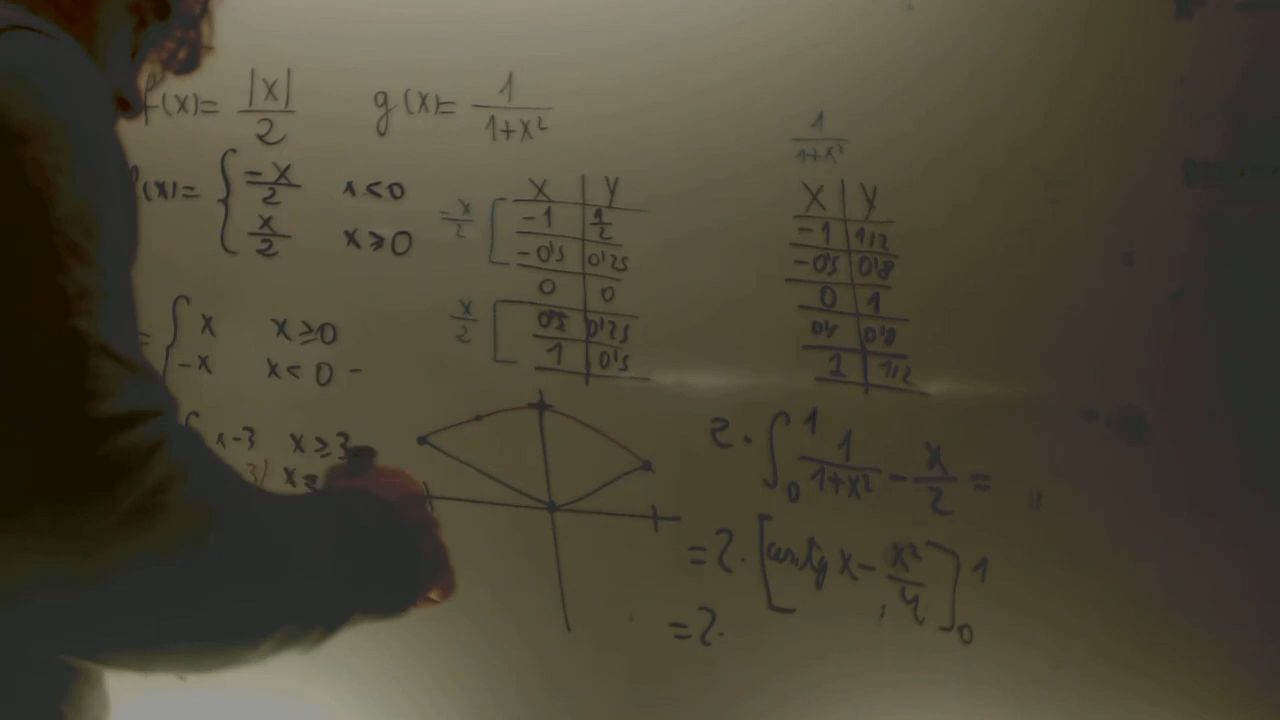 f(x)= |x|/2   g(x)= 1/(1+x²)
(x)= { -x/2   x<0
x/2   x≥0
= { x   x≥0
-x   x<0 -
x-3   x≥3
-x/2 [
x/2 [
X | Y
-1 | 1/2
-0'5 | 0'25
0 | 0
0'5 | 0'25
1 | 0'5
1/(1+x²)
X | Y
-1 | 1/2
-0'5 | 0'8
0 | 1
0'8
1 | 1/2
2· ∫₀¹ 1/(1+x²) - x/2 =
=2· [ x - x²/4 ]₀¹
=2·